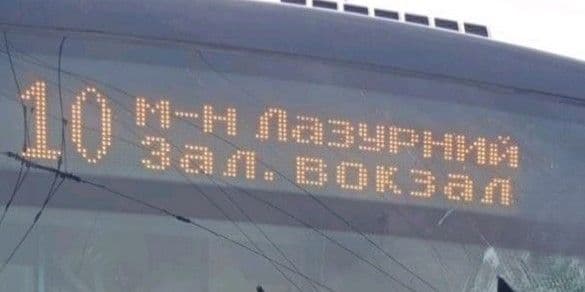 10 м-н Лазурний
зал. вокзал